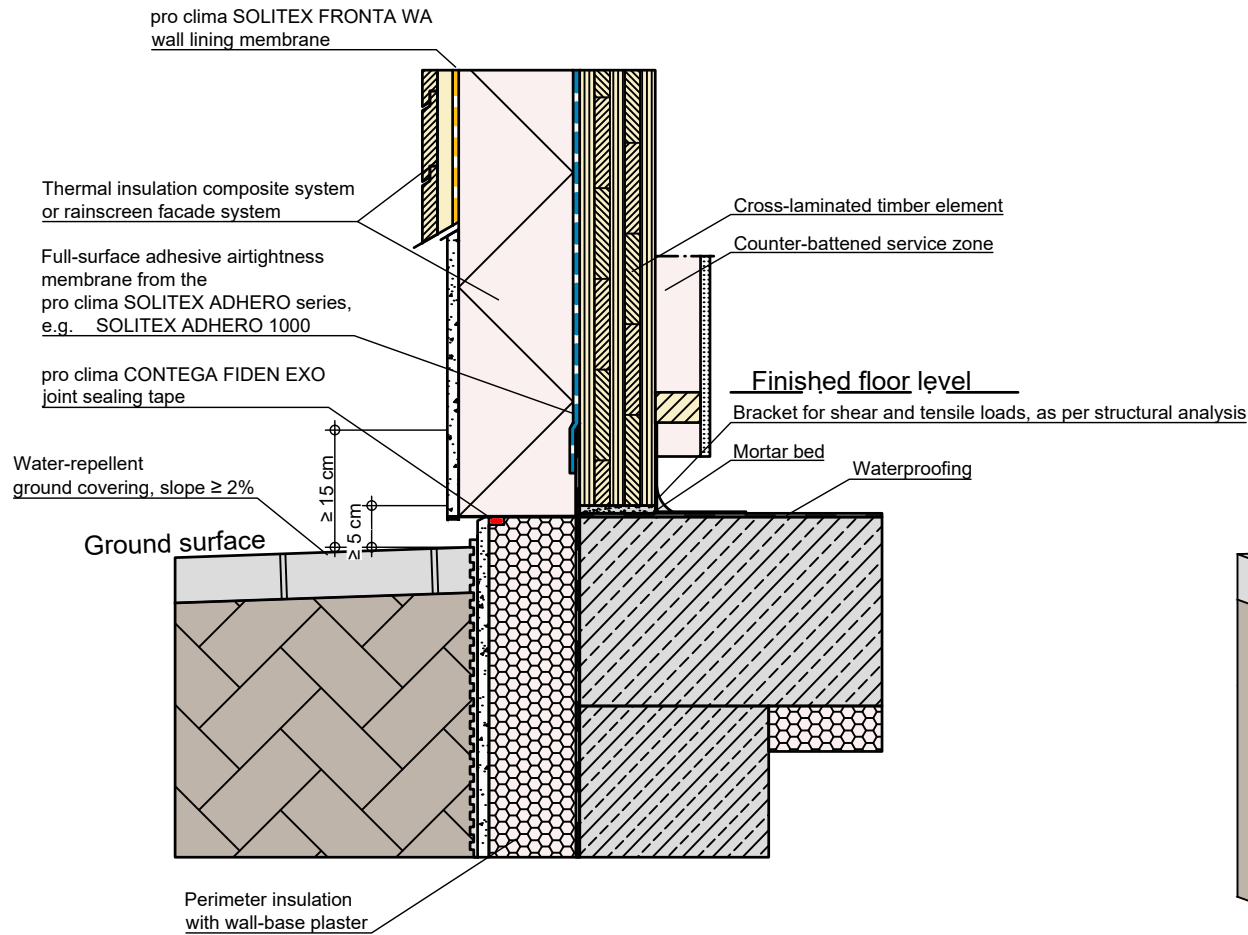 pro clima SOLITEX FRONTA WA
wall lining membrane
Thermal insulation composite system
or rainscreen facade system
Full-surface adhesive airtightness
membrane from the
pro clima SOLITEX ADHERO series,
e.g. SOLITEX ADHERO 1000
pro clima CONTEGA FIDEN EXO
joint sealing tape
Water-repellent
ground covering, slope ≥ 2%
≥ 15 cm
≥ 5 cm
Ground surface
Cross-laminated timber element
Counter-battened service zone
Finished floor level
Bracket for shear and tensile loads, as per structural analysis
Mortar bed
Waterproofing
Perimeter insulation
with wall-base plaster